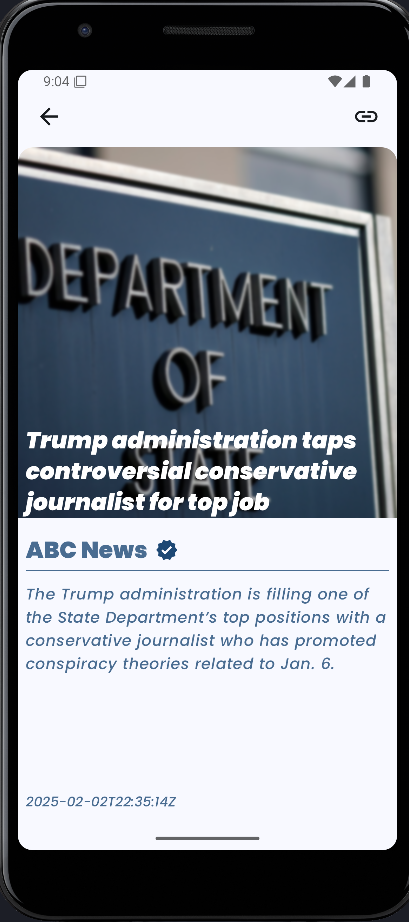 9:04
DEPARTMENT
OF
STATE
Trump administration taps
controversial conservative
journalist for top job
ABC News
The Trump administration is filling one of
the State Department’s top positions with a
conservative journalist who has promoted
conspiracy theories related to Jan. 6.
2025-02-02T22:35:14Z